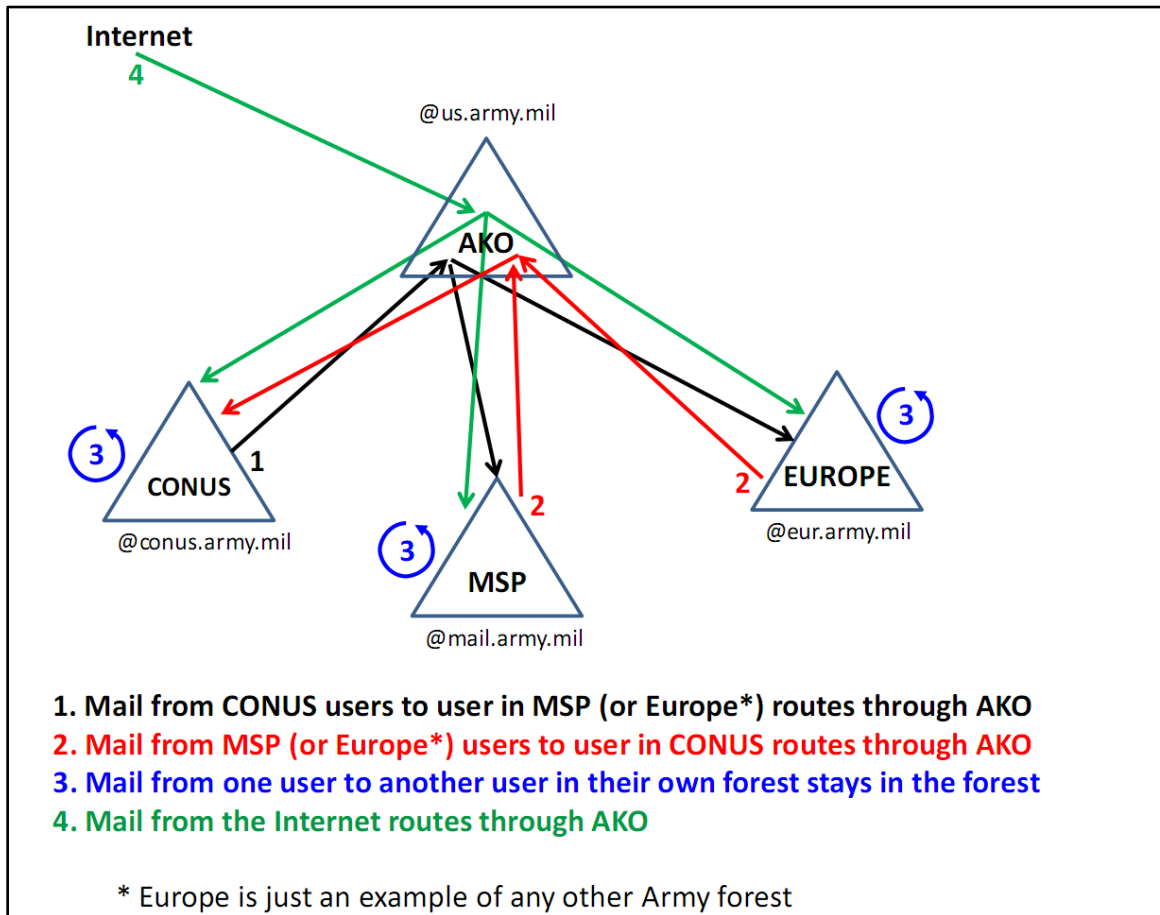 Internet
4
@us.army.mil
AKO
3
CONUS
1
@conus.army.mil
3
MSP
2
@mail.army.mil
3
2
EUROPE
@eur.army.mil
1. Mail from CONUS users to user in MSP (or Europe*) routes through AKO
2. Mail from MSP (or Europe*) users to user in CONUS routes through AKO
3. Mail from one user to another user in their own forest stays in the forest
4. Mail from the Internet routes through AKO
* Europe is just an example of any other Army forest